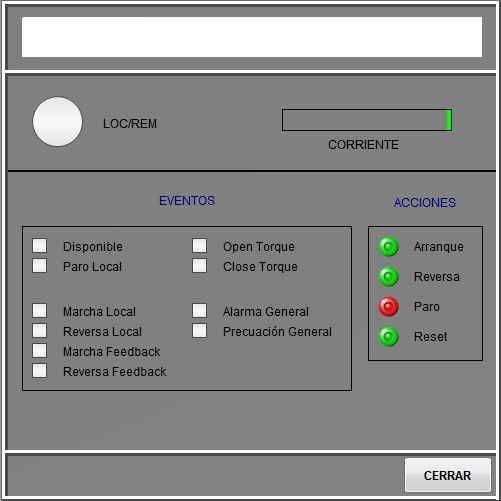 LOC/REM
CORRIENTE
EVENTOS
ACCIONES
Disponible
Paro Local
Open Torque
Close Torque
Marcha Local
Reversa Local
Marcha Feedback
Reversa Feedback
Alarma General
Precuación General
Arranque
Reversa
Paro
Reset
CERRAR